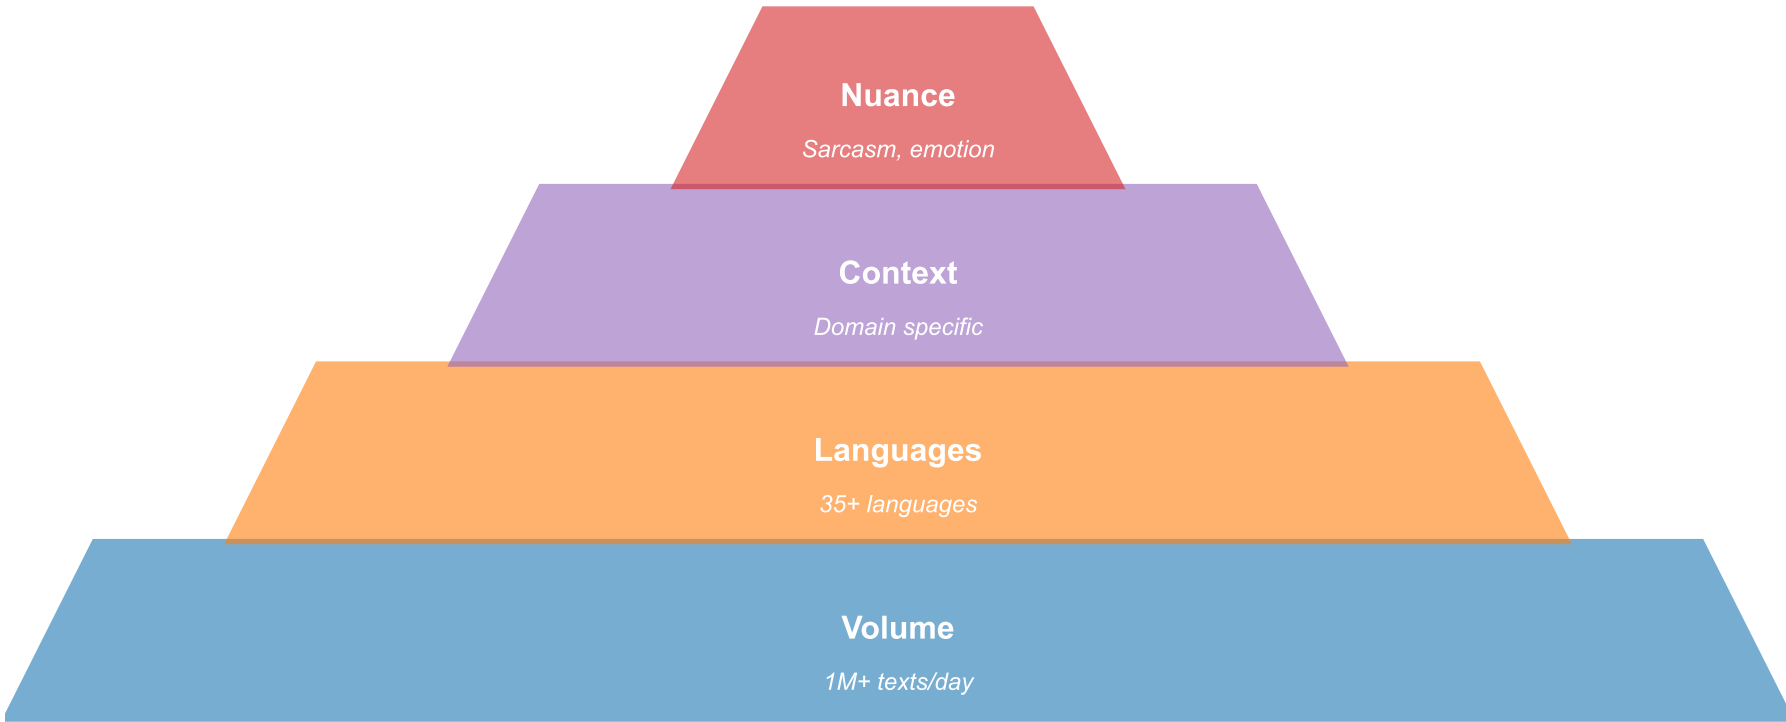 Nuance
Sarcasm, emotion
Context
Domain specific
Languages
35+ languages
Volume
1M+ texts/day